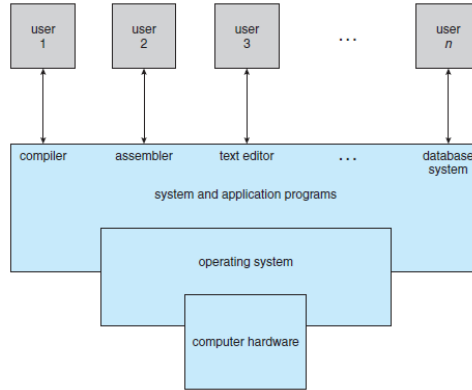 user
1
user
2
user
3
...
user
n
compiler
assembler
text editor
...
database
system
system and application programs
operating system
computer hardware